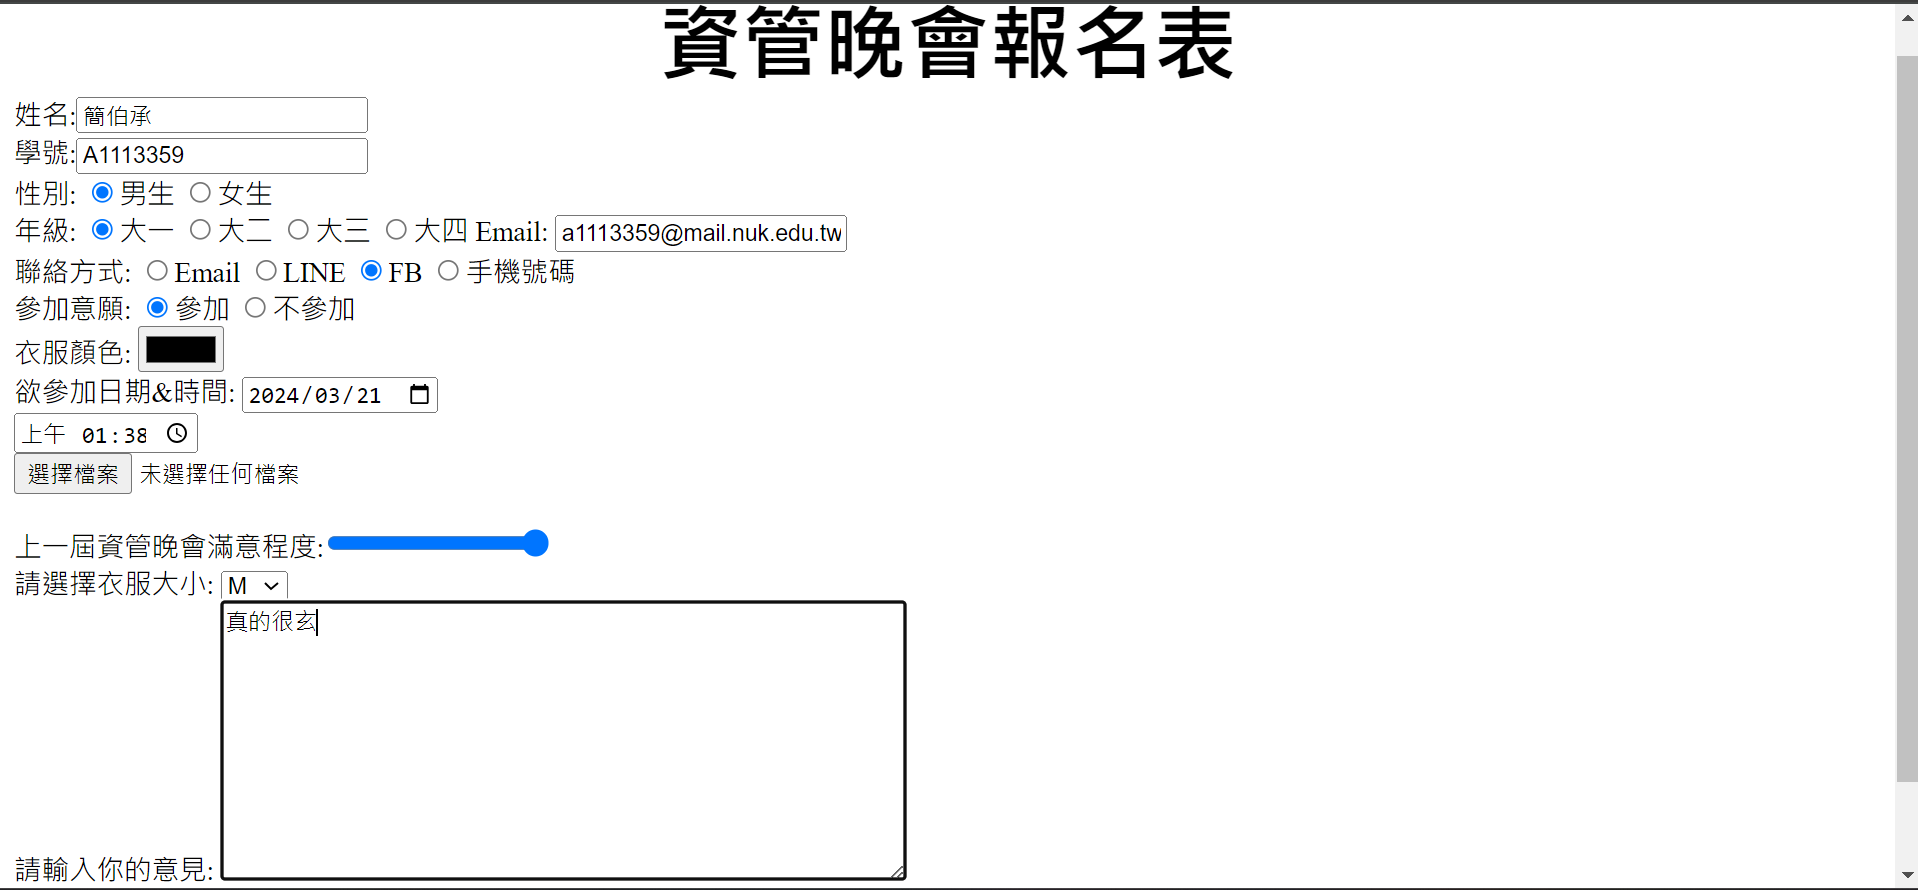 資管晚會報名表
姓名:簡伯承
學號:A1113359
性別: 男生 女生
年級: 大一 大二 大三 大四 Email: a1113359@mail.nuk.edu.tw
聯絡方式: Email LINE FB 手機號碼
參加意願: 參加 不參加
衣服顏色:
欲參加日期&時間: 2024/03/21
上午 01:38
選擇檔案 未選擇任何檔案
上一屆資管晚會滿意程度:
請選擇衣服大小: M
真的很玄
請輸入你的意見: